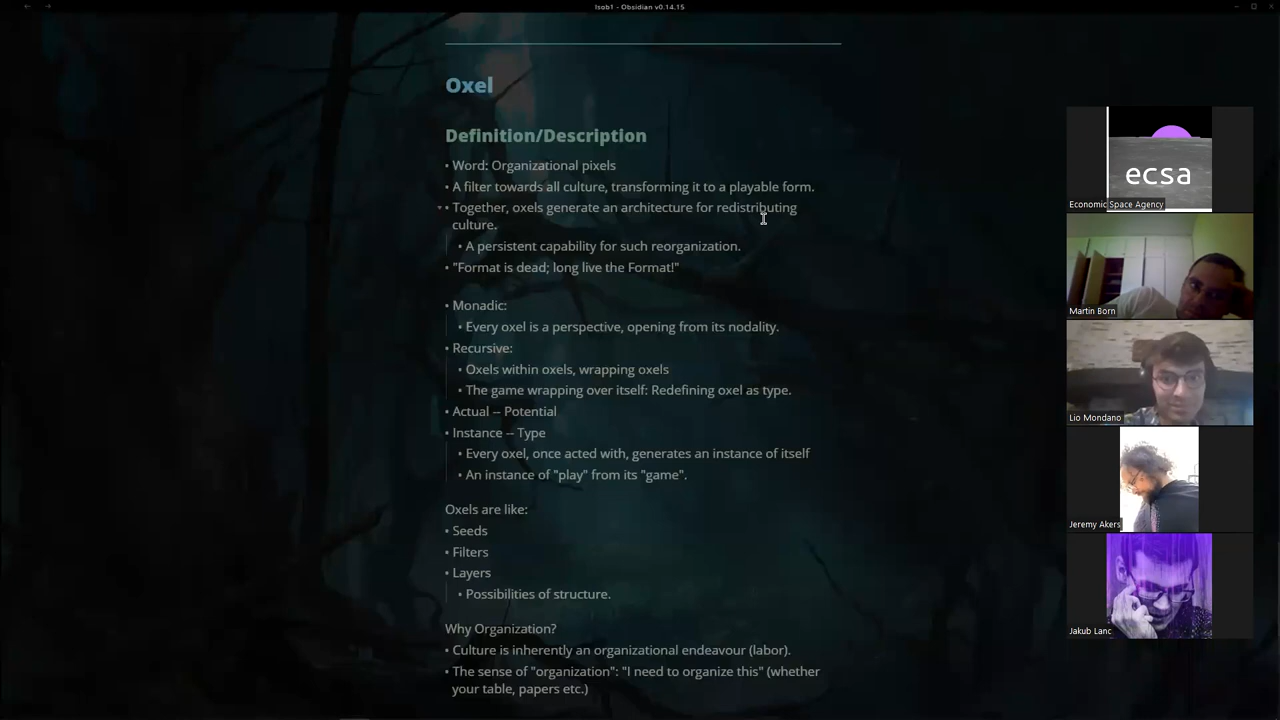 lsob1 - Obsidian v0.14.15
Oxel
Definition/Description
• Word: Organizational pixels
• A filter towards all culture, transforming it to a playable form.
• Together, oxels generate an architecture for redistributing
culture.
• A persistent capability for such reorganization.
• "Format is dead; long live the Format!"
• Monadic:
• Every oxel is a perspective, opening from its nodality.
• Recursive:
• Oxels within oxels, wrapping oxels
• The game wrapping over itself: Redefining oxel as type.
• Actual -- Potential
• Instance -- Type
• Every oxel, once acted with, generates an instance of itself
• An instance of "play" from its "game".
Oxels are like:
• Seeds
• Filters
• Layers
• Possibilities of structure.
Why Organization?
• Culture is inherently an organizational endeavour (labor).
• The sense of "organization": "I need to organize this" (whether
your table, papers etc.)
ecsa
Economic Space Agency
Martin Born
Lio Mondano
Jeremy Akers
Jakub Lanc